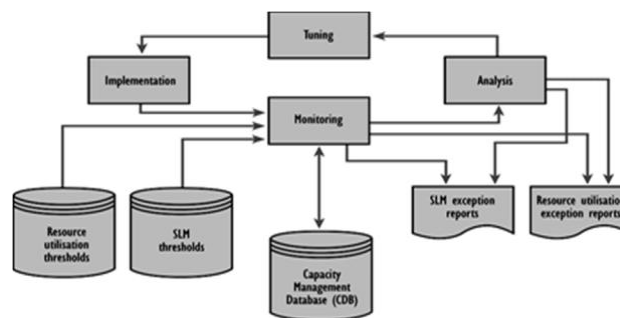 Tuning
Implementation
Analysis
Monitoring
Resource
utilisation
thresholds
SLM
thresholds
SLM exception
reports
Resource utilisation
exception reports
Capacity
Management
Database (CDB)